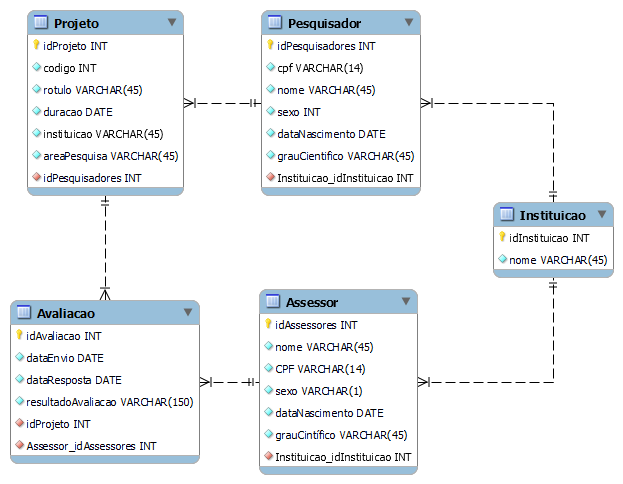 Projeto
idProjeto INT
codigo INT
rotulo VARCHAR(45)
duracao DATE
instituicao VARCHAR(45)
areaPesquisa VARCHAR(45)
idPesquisadores INT
Pesquisador
idPesquisadores INT
cpf VARCHAR(14)
nome VARCHAR(45)
sexo INT
dataNascimento DATE
grauCientifico VARCHAR(45)
Instituicao_idInstituicao INT
Instituicao
idInstituicao INT
nome VARCHAR(45)
Avaliacao
idAvaliacao INT
dataEnvio DATE
dataResposta DATE
resultadoAvaliacao VARCHAR(150)
idProjeto INT
Assessor_idAssessores INT
Assessor
idAssessores INT
nome VARCHAR(45)
CPF VARCHAR(14)
sexo VARCHAR(1)
dataNascimento DATE
grauCintífico VARCHAR(45)
Instituicao_idInstituicao INT